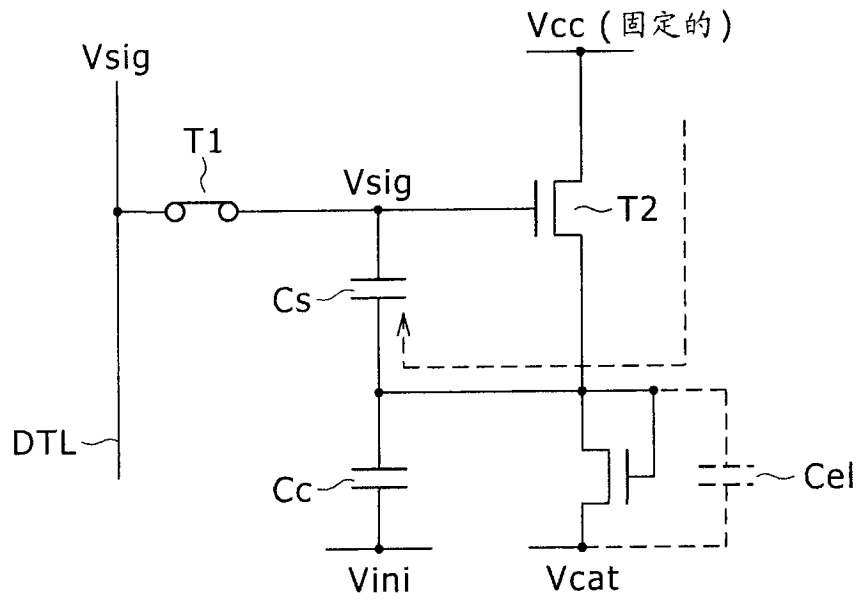 Vcc (固定的)
Vsig
T1
Vsig
T2
Cs
DTL
Cc
Cel
Vini
Vcat